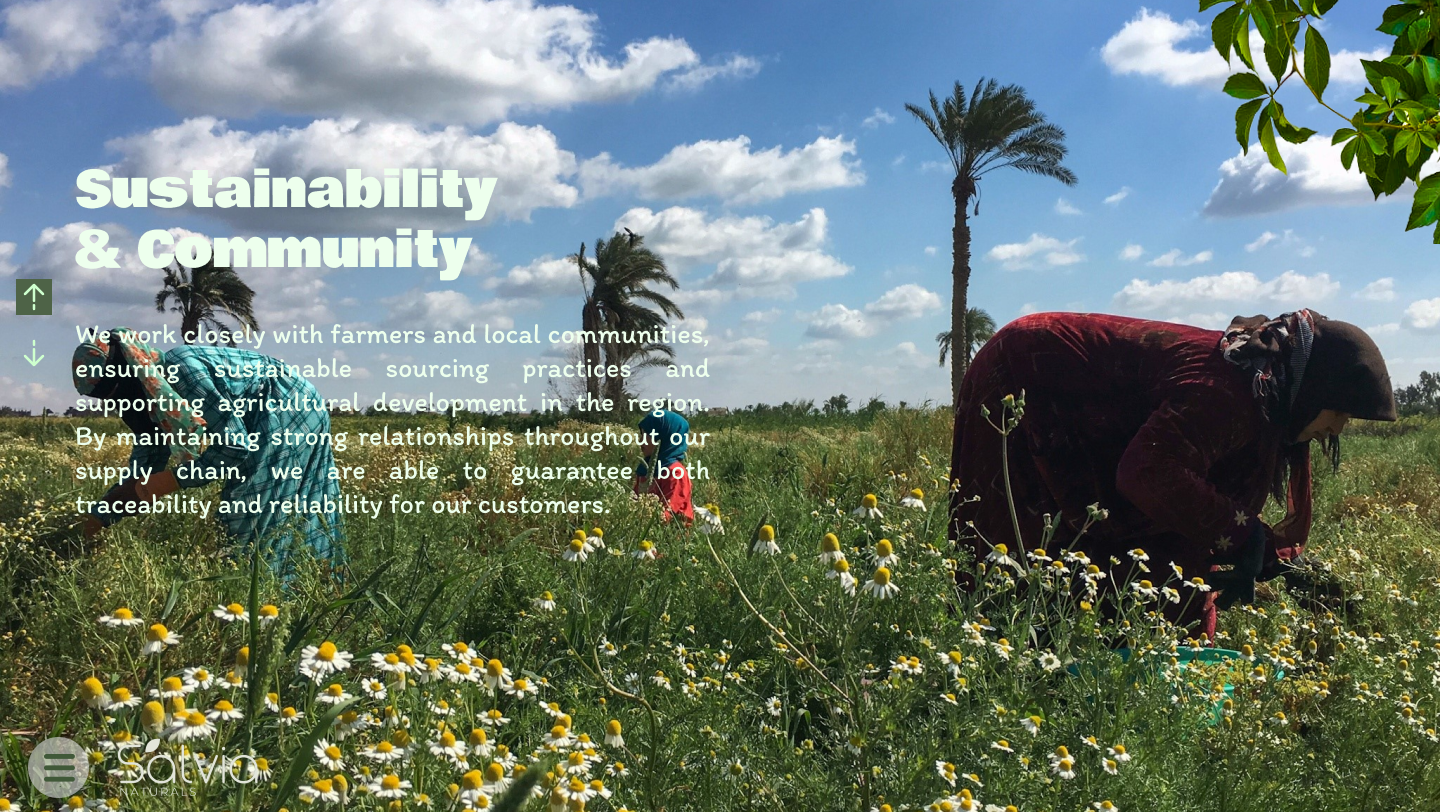 Sustainability
& Community
We work closely with farmers and local communities,
ensuring sustainable sourcing practices and
supporting agricultural development in the region.
By maintaining strong relationships throughout our
supply chain, we are able to guarantee both
traceability and reliability for our customers.
Salvia
NATURALS